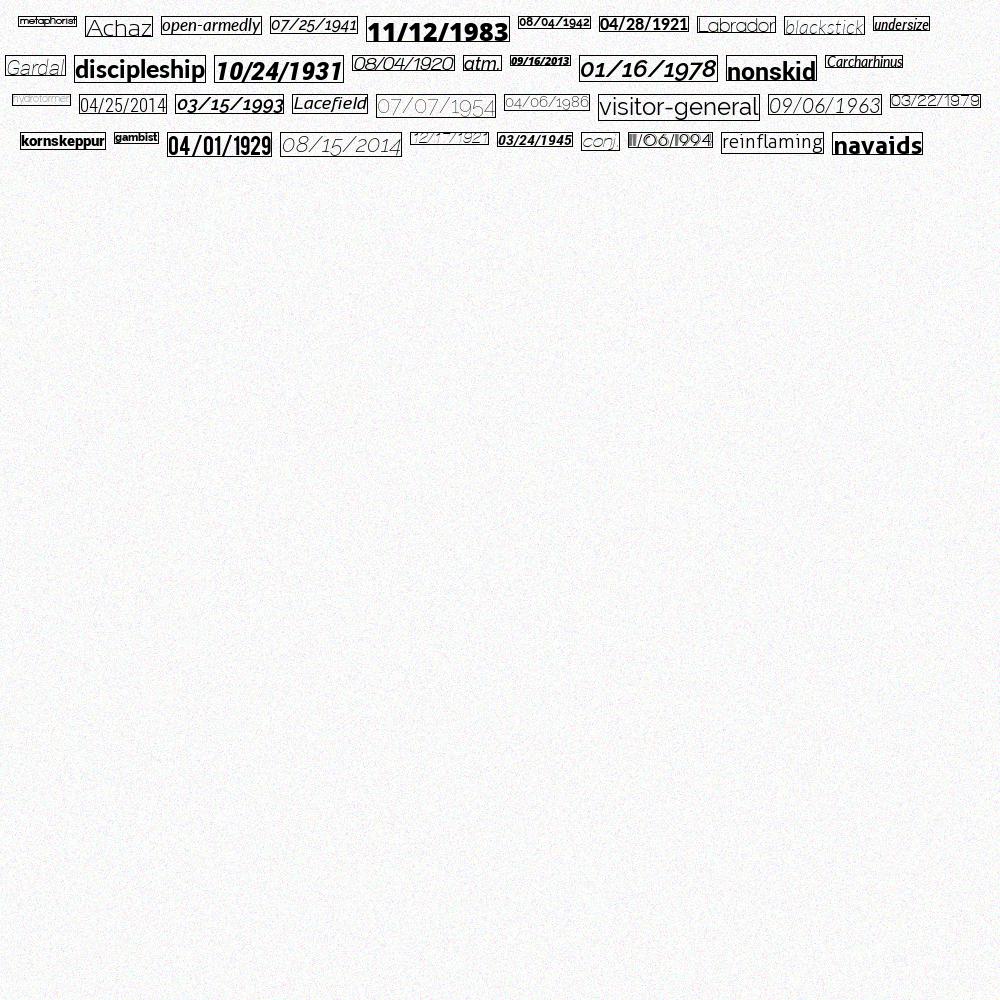 metaphorist Achaz open-armedly 07/25/1941 11/12/1983 08/04/1942 04/28/1921 Labrador blackstick undersize
Gardal discipleship 10/24/1931 08/04/1920 atm. 09/16/2013 01/16/1978 nonskid Carcharhinus
hydroformer 04/25/2014 03/15/1993 Lacefield 07/07/1954 04/06/1986 visitor-general 09/06/1963 03/22/1979
kornskeppur gambist 04/01/1929 08/15/2014 03/24/1945 conj. 11/06/1994 reinflaming navaids